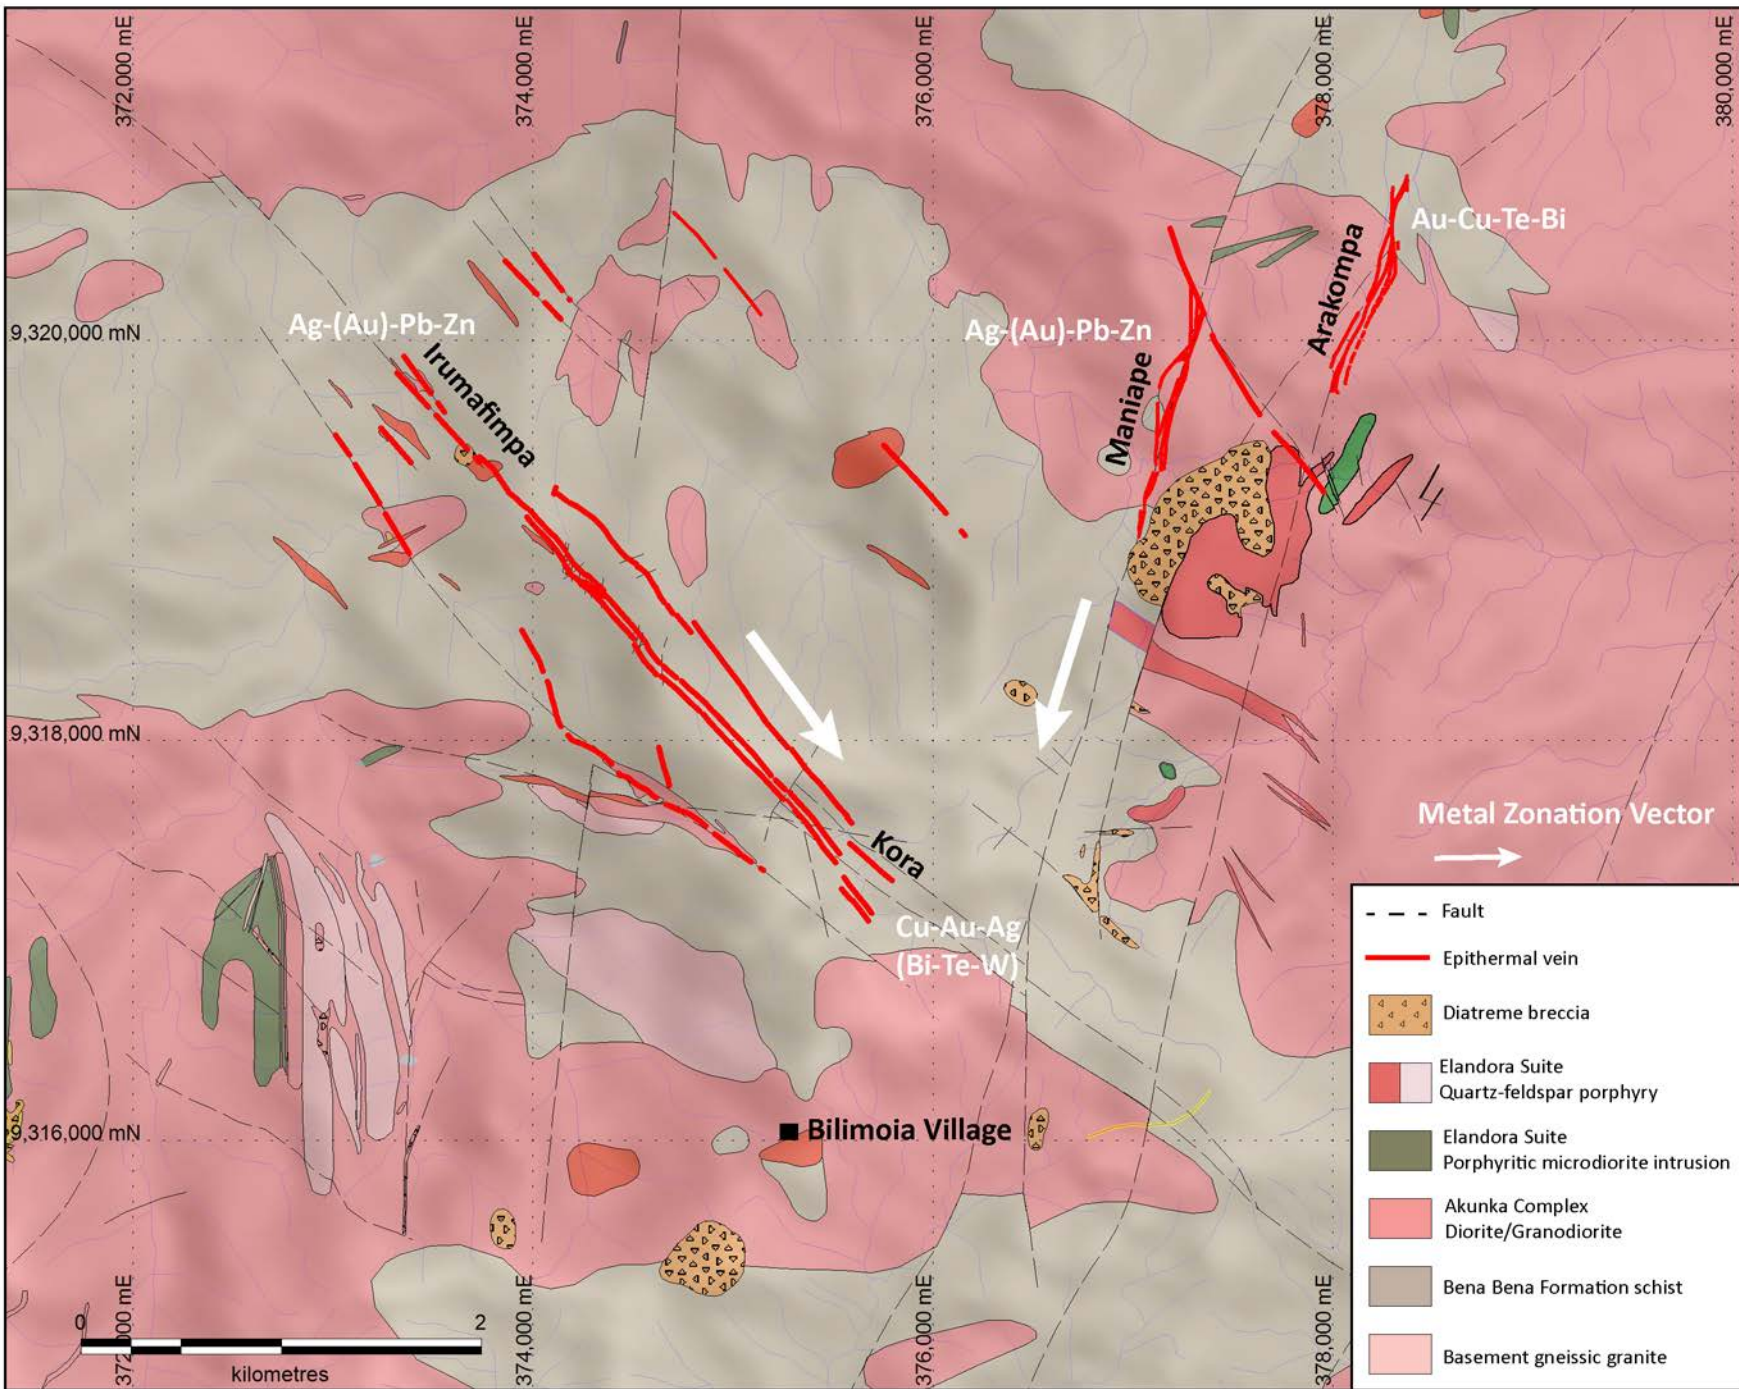 372,000 mE
374,000 mE
376,000 mE
378,000 mE
380,000 mE
Au-Cu-Te-Bi
Arakompa
Ag-(Au)-Pb-Zn
Ag-(Au)-Pb-Zn
9,320,000 mN
Irumafimpa
Maniape
9,318,000 mN
Metal Zonation Vector
Kora
Cu-Au-Ag
(Bi-Te-W)
Fault
Epithermal vein
Diatreme breccia
Elandora Suite
Quartz-feldspar porphyry
Elandora Suite
Porphyritic microdiorite intrusion
Akunka Complex
Diorite/Granodiorite
Bena Bena Formation schist
Basement gneissic granite
9,316,000 mN
Bilimoia Village
0 2
kilometres
372,000 mE
374,000 mE
376,000 mE
378,000 mE